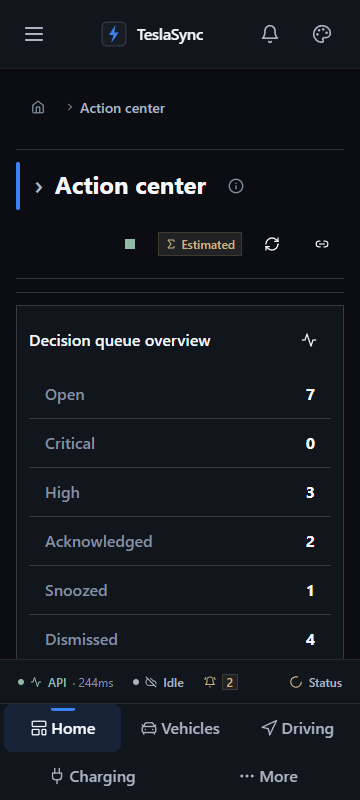 TeslaSync
Action center
Action center
Estimated
Decision queue overview
Open 7
Critical 0
High 3
Acknowledged 2
Snoozed 1
Dismissed 4
API · 244ms Idle 2 Status
Home Vehicles Driving
Charging More